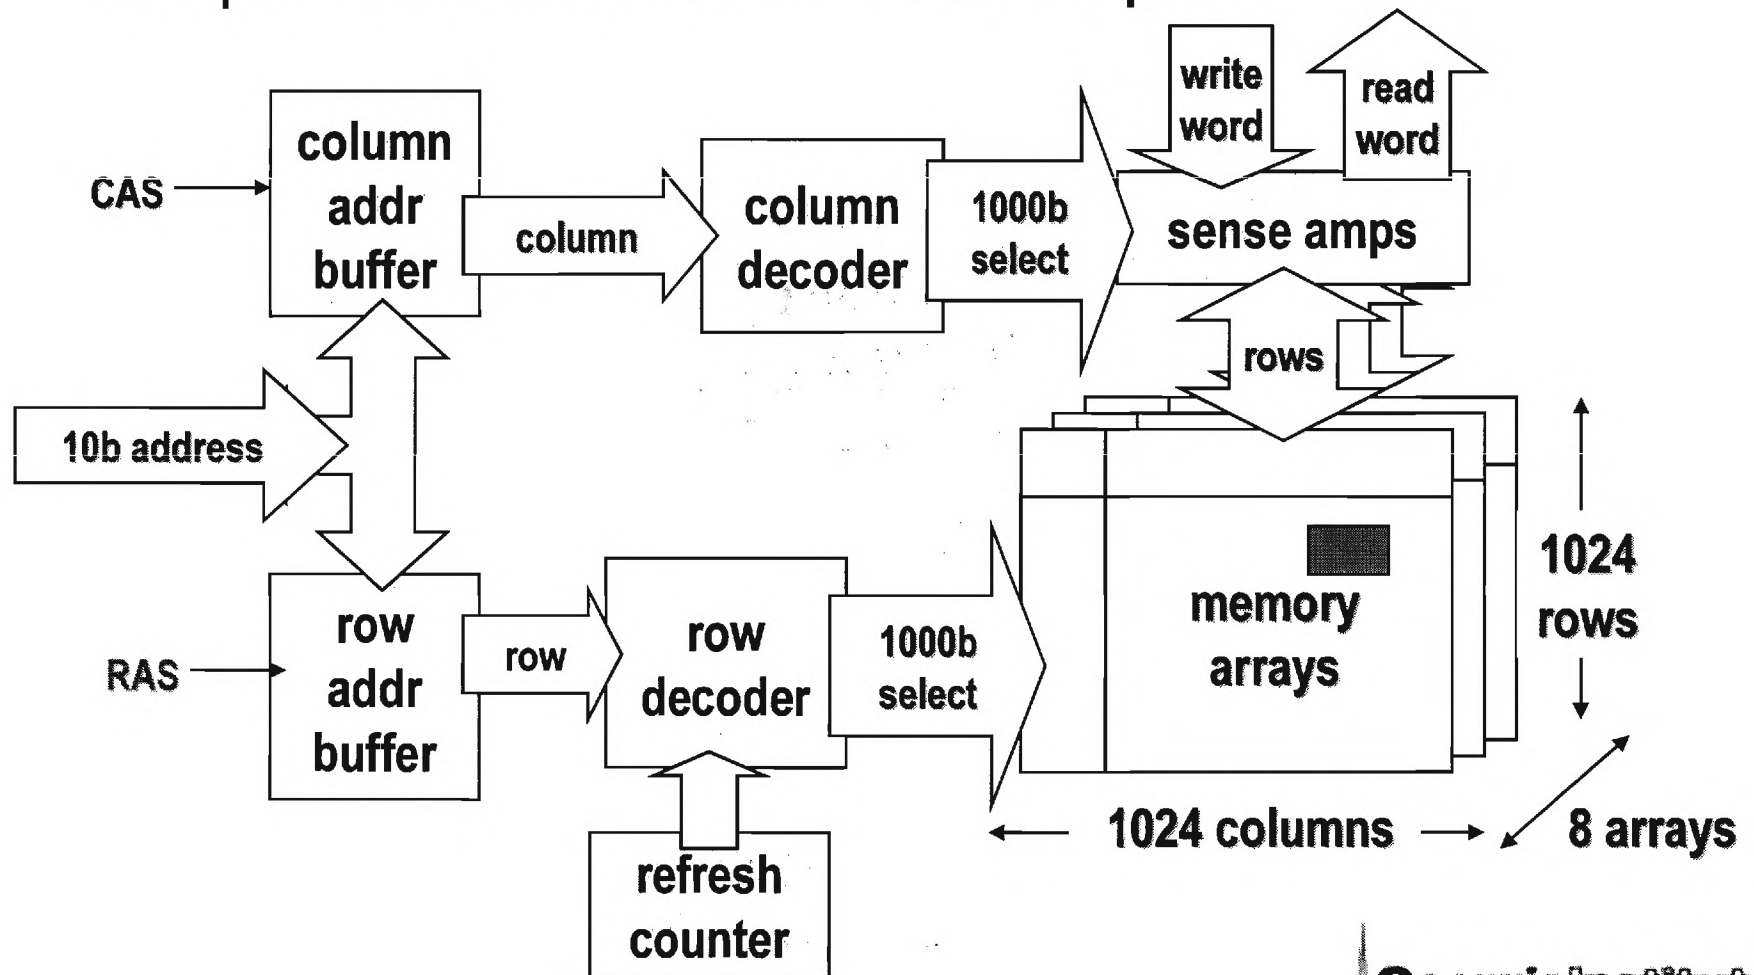 write
word
read
word
column
addr
buffer
CAS
column
column
decoder
1000b
select
sense amps
rows
10b address
row
addr
buffer
RAS
row
row
decoder
1000b
select
memory
arrays
1024
rows
1024 columns
8 arrays
refresh
counter